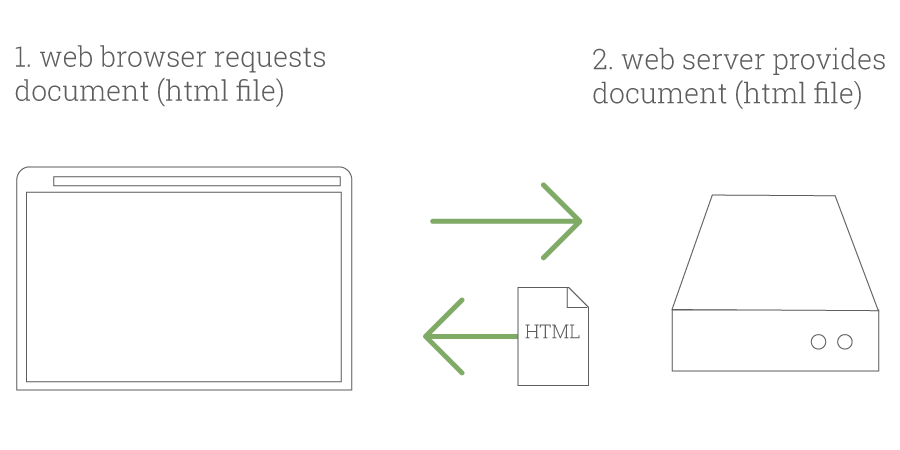 1. web browser requests
document (html file)
2. web server provides
document (html file)
HTML